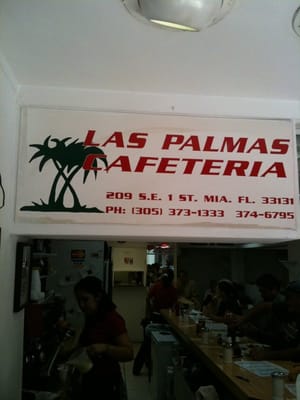 LAS PALMAS
CAFETERIA
209 S.E. 1 ST. MIA. FL. 33131
PH: (305) 373-1333 374-6795